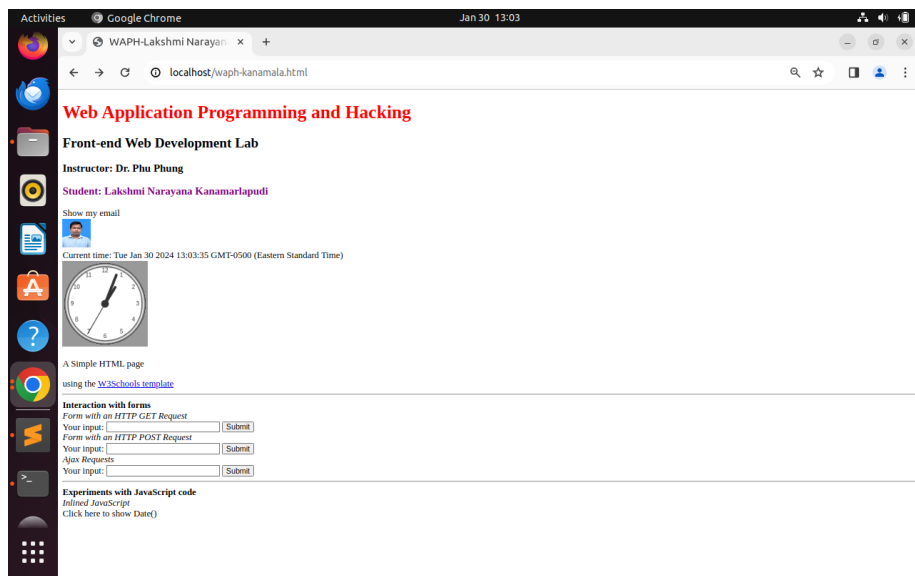 Activities Google Chrome Jan 30 13:03
WAPH-Lakshmi Narayan
localhost/waph-kanamala.html
Web Application Programming and Hacking
Front-end Web Development Lab
Instructor: Dr. Phu Phung
Student: Lakshmi Narayana Kanamarlapudi
Show my email
Current time: Tue Jan 30 2024 13:03:35 GMT-0500 (Eastern Standard Time)
12
11 1
10 2
9 3
8 4
7 5
6
A Simple HTML page
using the W3Schools template
Interaction with forms
Form with an HTTP GET Request
Your input: Submit
Form with an HTTP POST Request
Your input: Submit
Ajax Requests
Your input: Submit
Experiments with JavaScript code
Inlined JavaScript
Click here to show Date()